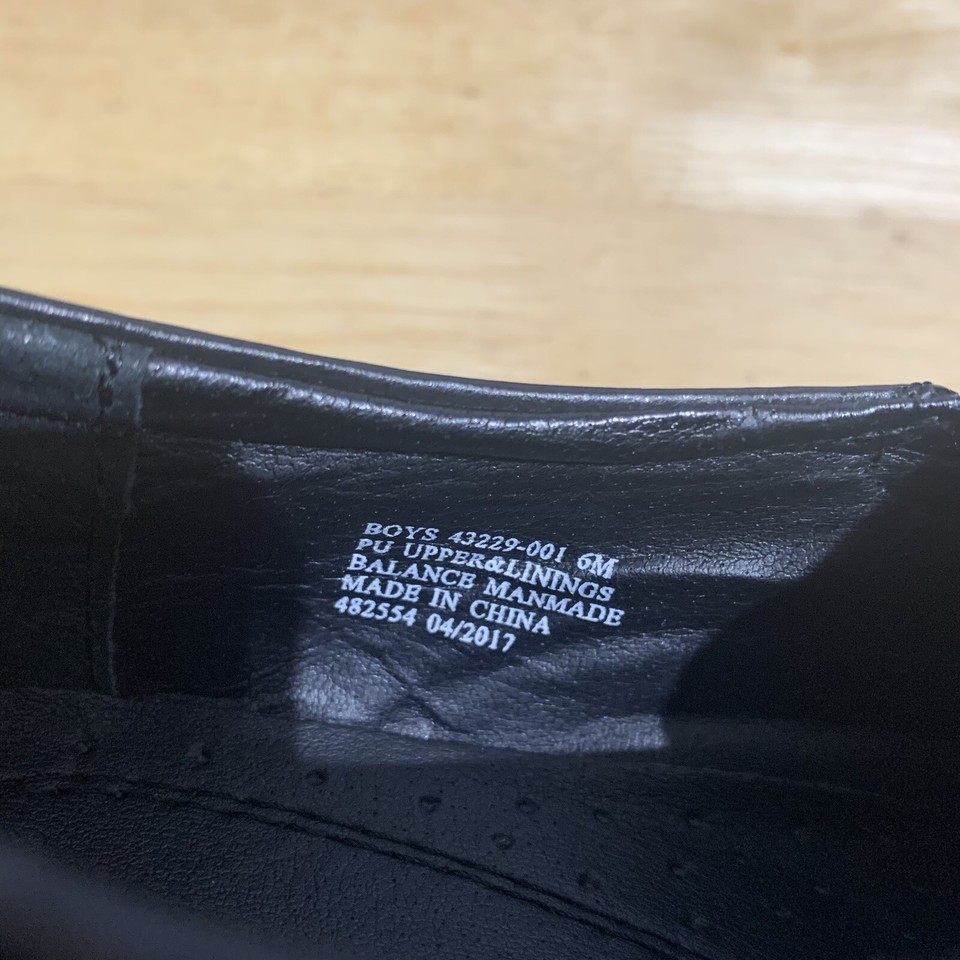 BOYS 43229-001 6M
PU UPPER&LININGS
BALANCE MANMADE
MADE IN CHINA
482554 04/2017